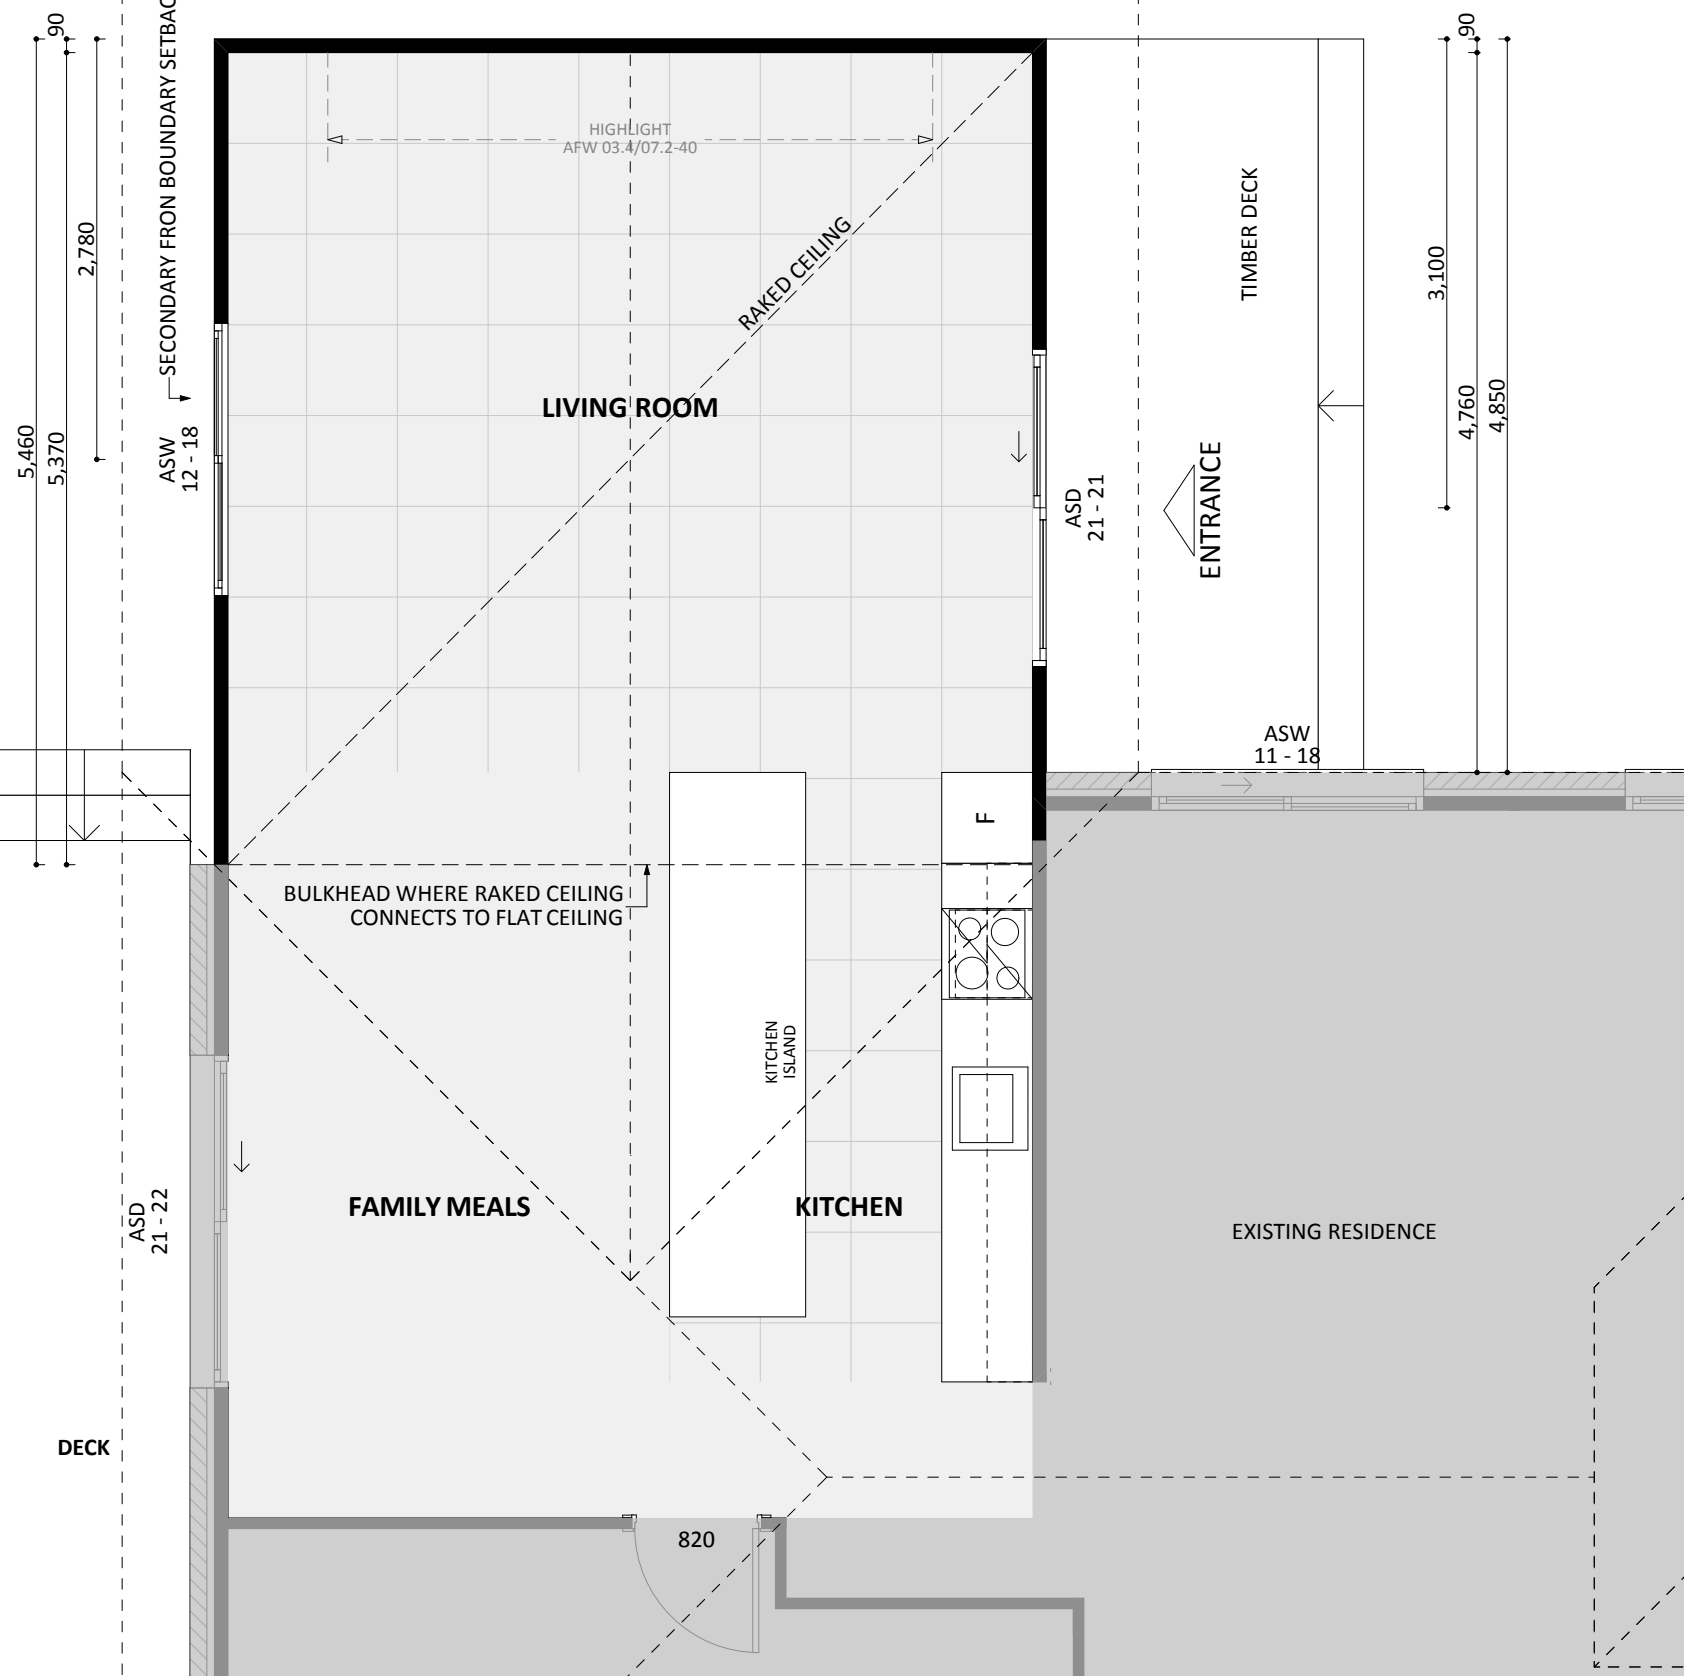 90
90
SECONDARY FRON BOUNDARY SETBAC
HIGHLIGHT
AFW 03.4/07.2-40
2,780
RAKED CEILING
TIMBER DECK
3,100
5,460
5,370
ASW
12 - 18
LIVING ROOM
ASD
21 - 21
ENTRANCE
4,760
4,850
ASW
11 - 18
F
BULKHEAD WHERE RAKED CEILING
CONNECTS TO FLAT CEILING
KITCHEN
ISLAND
ASD
21 - 22
FAMILY MEALS
KITCHEN
EXISTING RESIDENCE
DECK
820